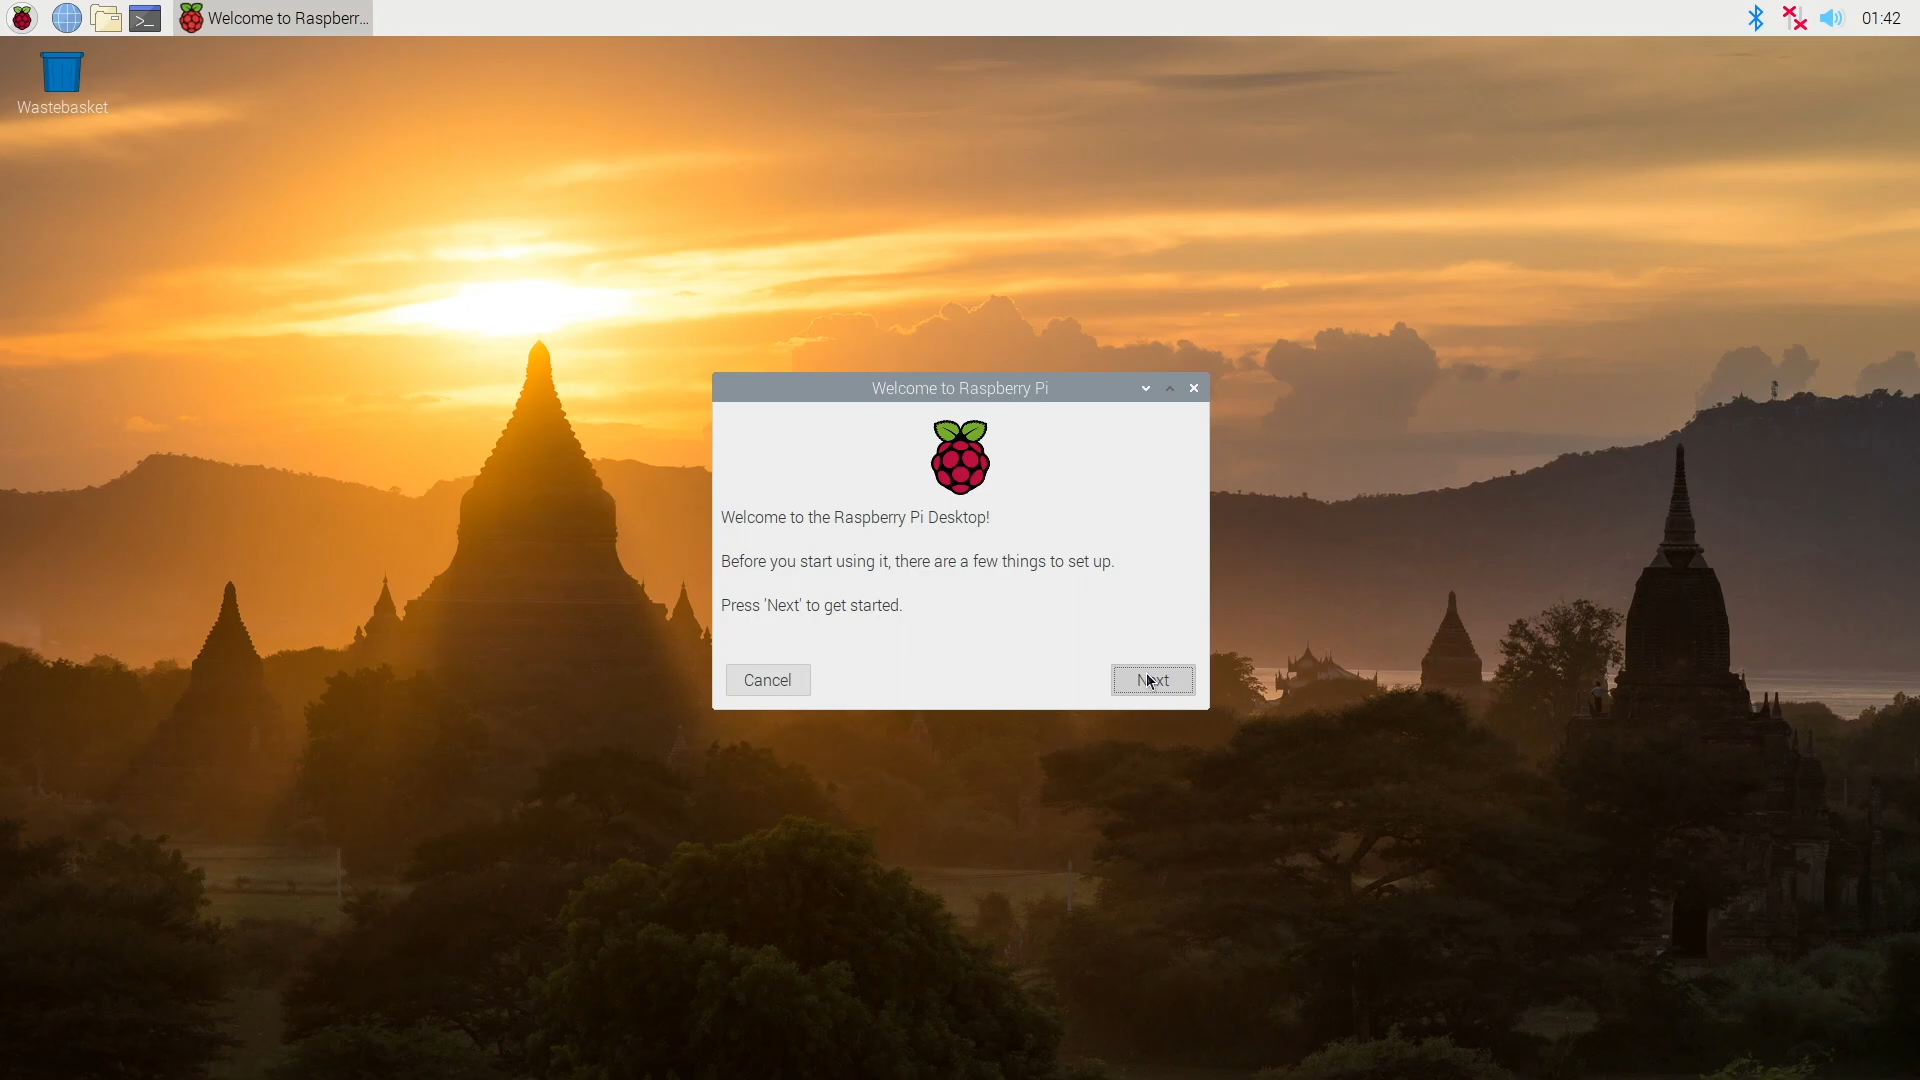 Welcome to Raspberr...
01:42
Wastebasket
Welcome to Raspberry Pi
Welcome to the Raspberry Pi Desktop!
Before you start using it, there are a few things to set up.
Press 'Next' to get started.
Cancel
Next